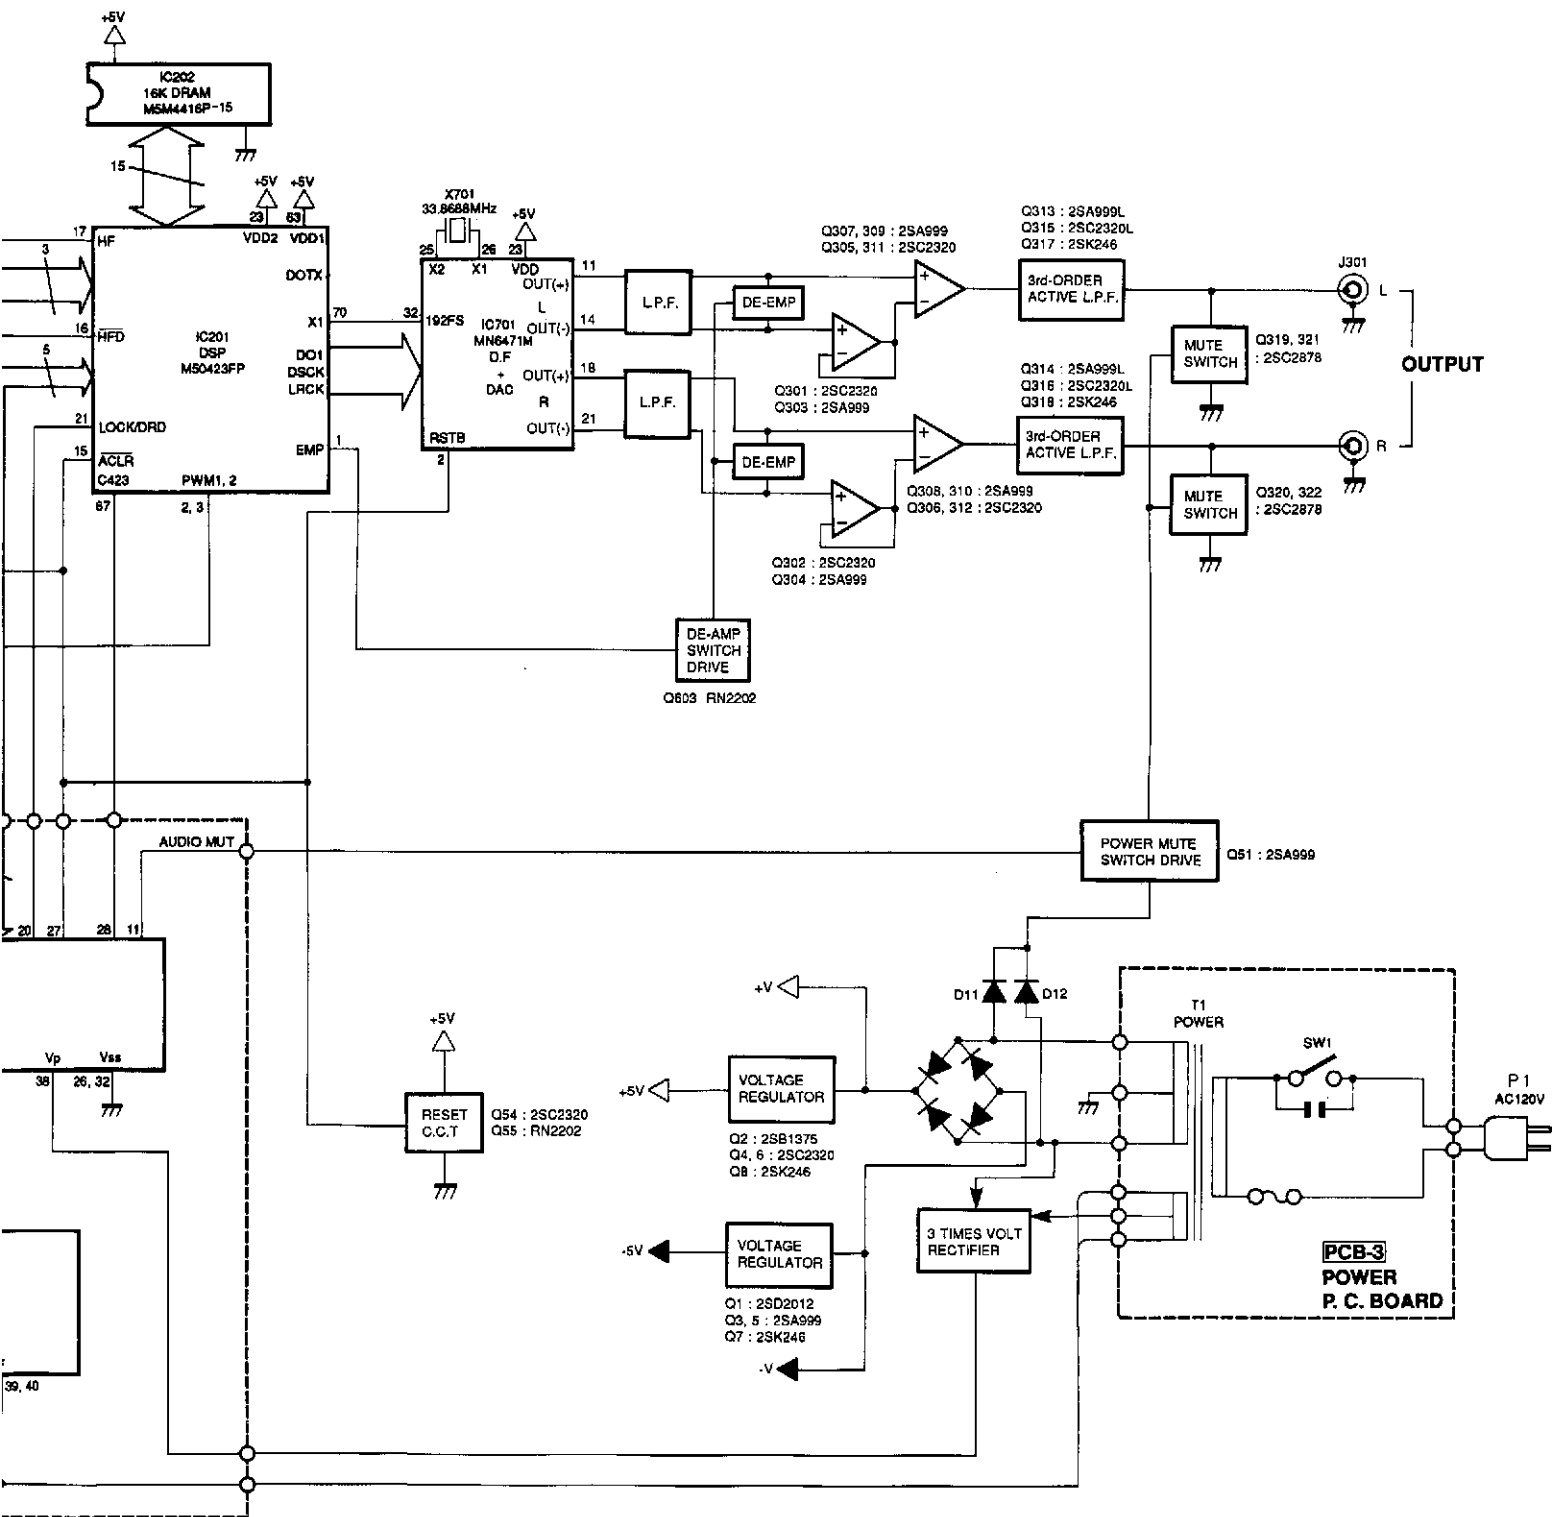 +5V
IC202
16K DRAM
M5M4416P-15
15
+5V
+5V
23
63
VDD2
VDD1
17
HF
3
DOTX
16
HFD
X1
70
IC201
DSP
M50423FP
5
DO1
DSCK
LRCK
21
LOCK/DRD
15
ACLR
EMP
1
C423
PWM1, 2
67
2, 3
X701
33.8688MHz
+5V
25
26
23
X2
X1
VDD
11
OUT(+)
L
32
192FS
14
OUT(-)
IC701
MN6471M
D.F
+
DAC
18
OUT(+)
R
21
OUT(-)
RSTB
2
L.P.F.
L.P.F.
DE-EMP
DE-EMP
Q307, 309 : 2SA999
Q305, 311 : 2SC2320
+
-
+
-
Q301 : 2SC2320
Q303 : 2SA999
+
-
Q308, 310 : 2SA999
Q306, 312 : 2SC2320
+
-
Q302 : 2SC2320
Q304 : 2SA999
Q313 : 2SA999L
Q315 : 2SC2320L
Q317 : 2SK246
3rd-ORDER
ACTIVE L.P.F.
Q314 : 2SA999L
Q316 : 2SC2320L
Q318 : 2SK246
3rd-ORDER
ACTIVE L.P.F.
J301
L
MUTE
SWITCH
Q319, 321
: 2SC2878
OUTPUT
R
MUTE
SWITCH
Q320, 322
: 2SC2878
DE-AMP
SWITCH
DRIVE
Q603 RN2202
AUDIO MUT
POWER MUTE
SWITCH DRIVE
Q51 : 2SA999
20
27
28
11
Vp
Vss
38
26, 32
+5V
RESET
C.C.T
Q54 : 2SC2320
Q55 : RN2202
+V
D11
D12
+5V
VOLTAGE
REGULATOR
Q2 : 2SB1375
Q4, 6 : 2SC2320
Q8 : 2SK246
-5V
VOLTAGE
REGULATOR
Q1 : 2SD2012
Q3, 5 : 2SA999
Q7 : 2SK246
-V
3 TIMES VOLT
RECTIFIER
T1
POWER
SW1
P1
AC120V
PCB-3
POWER
P. C. BOARD
39, 40